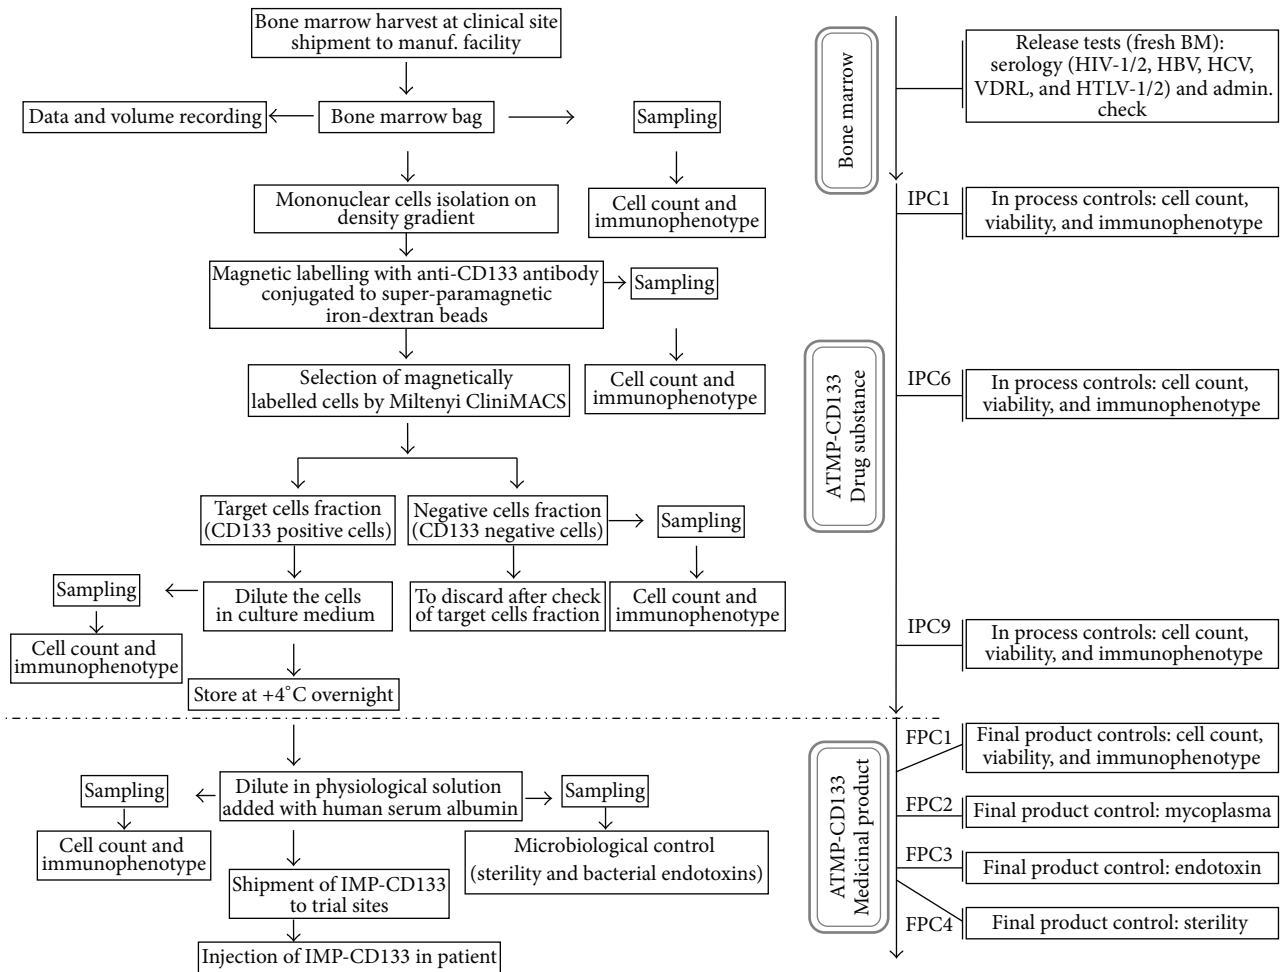 Bone marrow harvest at clinical site
shipment to manuf. facility
Data and volume recording
Bone marrow bag
Sampling
Mononuclear cells isolation on
density gradient
Cell count and
immunophenotype
Magnetic labelling with anti-CD133 antibody
conjugated to super-paramagnetic
iron-dextran beads
Sampling
Selection of magnetically
labelled cells by Miltenyi CliniMACS
Cell count and
immunophenotype
Target cells fraction
(CD133 positive cells)
Negative cells fraction
(CD133 negative cells)
Sampling
Sampling
Dilute the cells
in culture medium
To discard after check
of target cells fraction
Cell count and
immunophenotype
Cell count and
immunophenotype
Store at +4°C overnight
Sampling
Dilute in physiological solution
added with human serum albumin
Sampling
Cell count and
immunophenotype
Microbiological control
(sterility and bacterial endotoxins)
Shipment of IMP-CD133
to trial sites
Injection of IMP-CD133 in patient
Bone marrow
Release tests (fresh BM):
serology (HIV-1/2, HBV, HCV,
VDRL, and HTLV-1/2) and admin.
check
ATMP-CD133
Drug substance
IPC1
In process controls: cell count,
viability, and immunophenotype
IPC6
In process controls: cell count,
viability, and immunophenotype
IPC9
In process controls: cell count,
viability, and immunophenotype
ATMP-CD133
Medicinal product
FPC1
Final product controls: cell count,
viability, and immunophenotype
FPC2
Final product control: mycoplasma
FPC3
Final product control: endotoxin
FPC4
Final product control: sterility